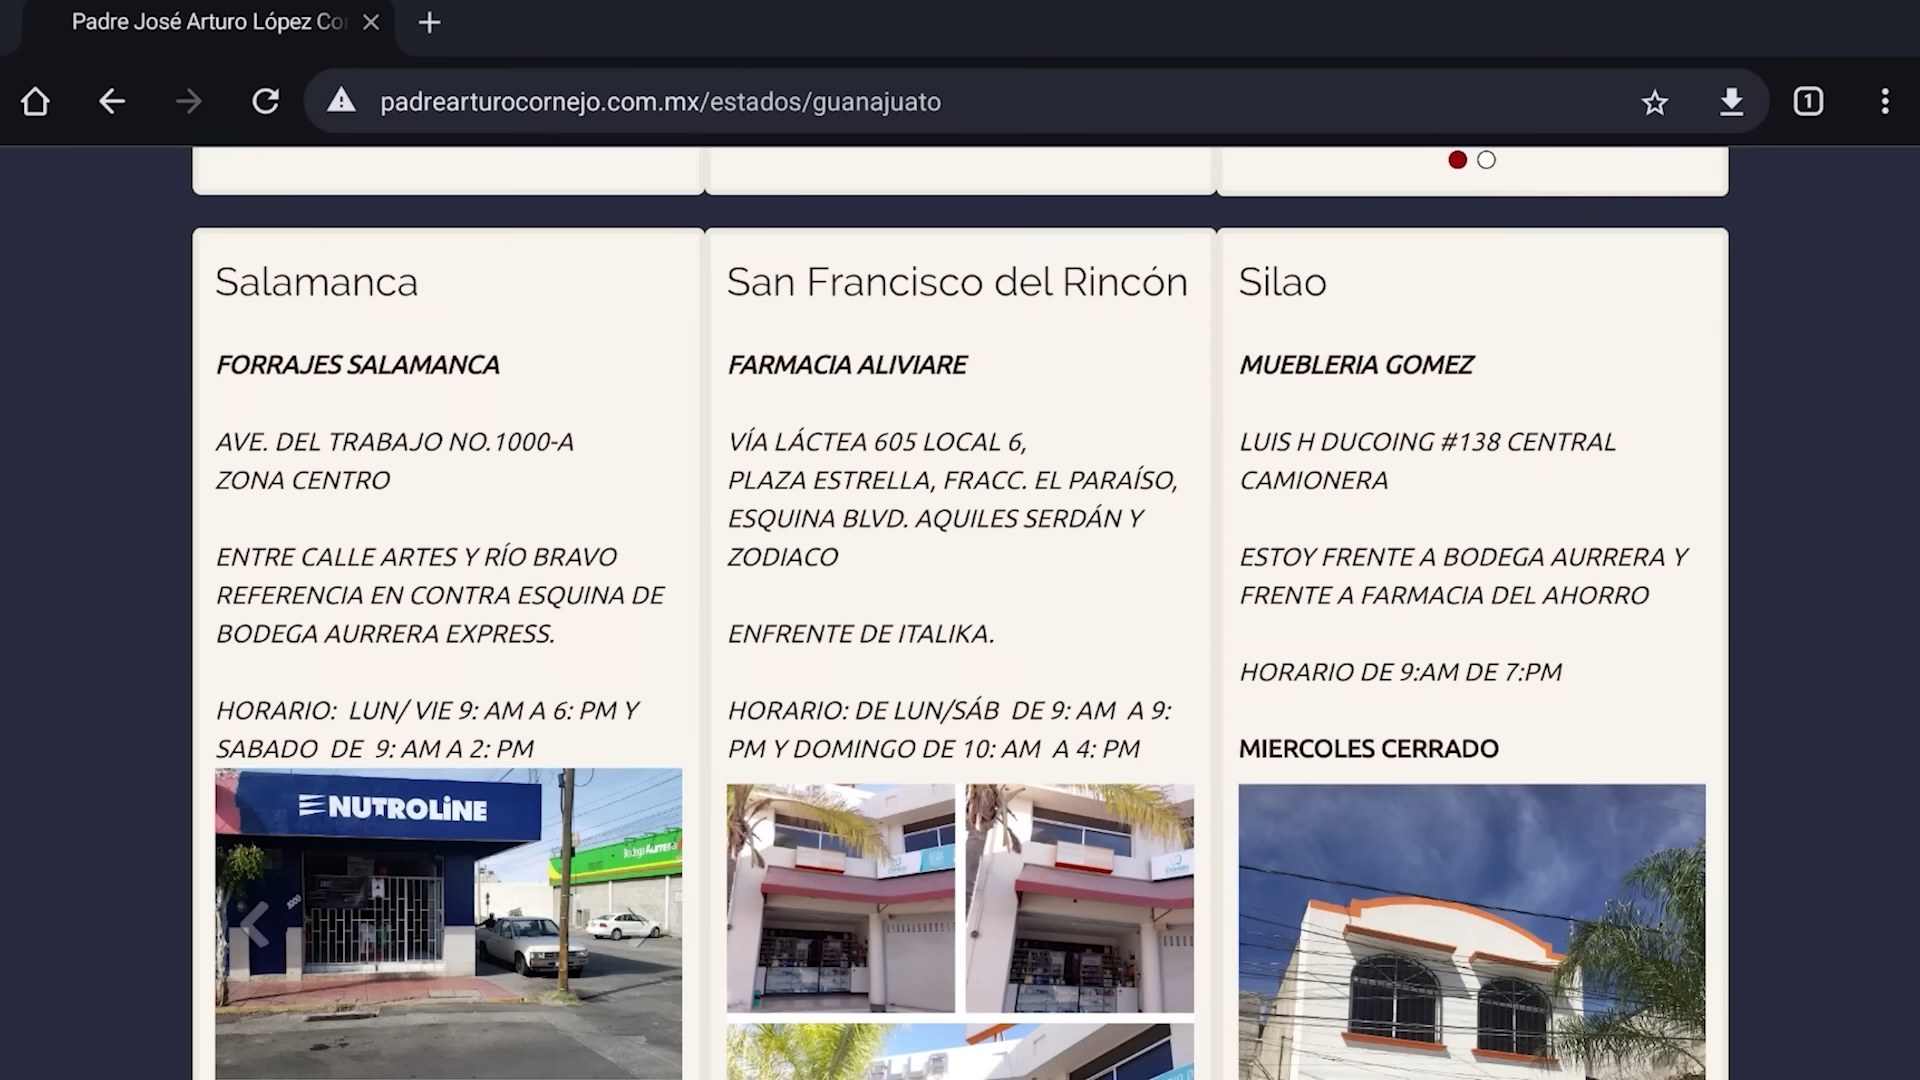 Padre José Arturo López Cor
padrearturocornejo.com.mx/estados/guanajuato
1
Salamanca
FORRAJES SALAMANCA
AVE. DEL TRABAJO NO.1000-A
ZONA CENTRO
ENTRE CALLE ARTES Y RÍO BRAVO
REFERENCIA EN CONTRA ESQUINA DE
BODEGA AURRERA EXPRESS.
HORARIO: LUN/ VIE 9: AM A 6: PM Y
SABADO DE 9: AM A 2: PM
NUTROLINE
Bodega Aurrera
1000
San Francisco del Rincón
FARMACIA ALIVIARE
VÍA LÁCTEA 605 LOCAL 6,
PLAZA ESTRELLA, FRACC. EL PARAÍSO,
ESQUINA BLVD. AQUILES SERDÁN Y
ZODIACO
ENFRENTE DE ITALIKA.
HORARIO: DE LUN/SÁB DE 9: AM A 9:
PM Y DOMINGO DE 10: AM A 4: PM
Silao
MUEBLERIA GOMEZ
LUIS H DUCOING #138 CENTRAL
CAMIONERA
ESTOY FRENTE A BODEGA AURRERA Y
FRENTE A FARMACIA DEL AHORRO
HORARIO DE 9:AM DE 7:PM
MIERCOLES CERRADO